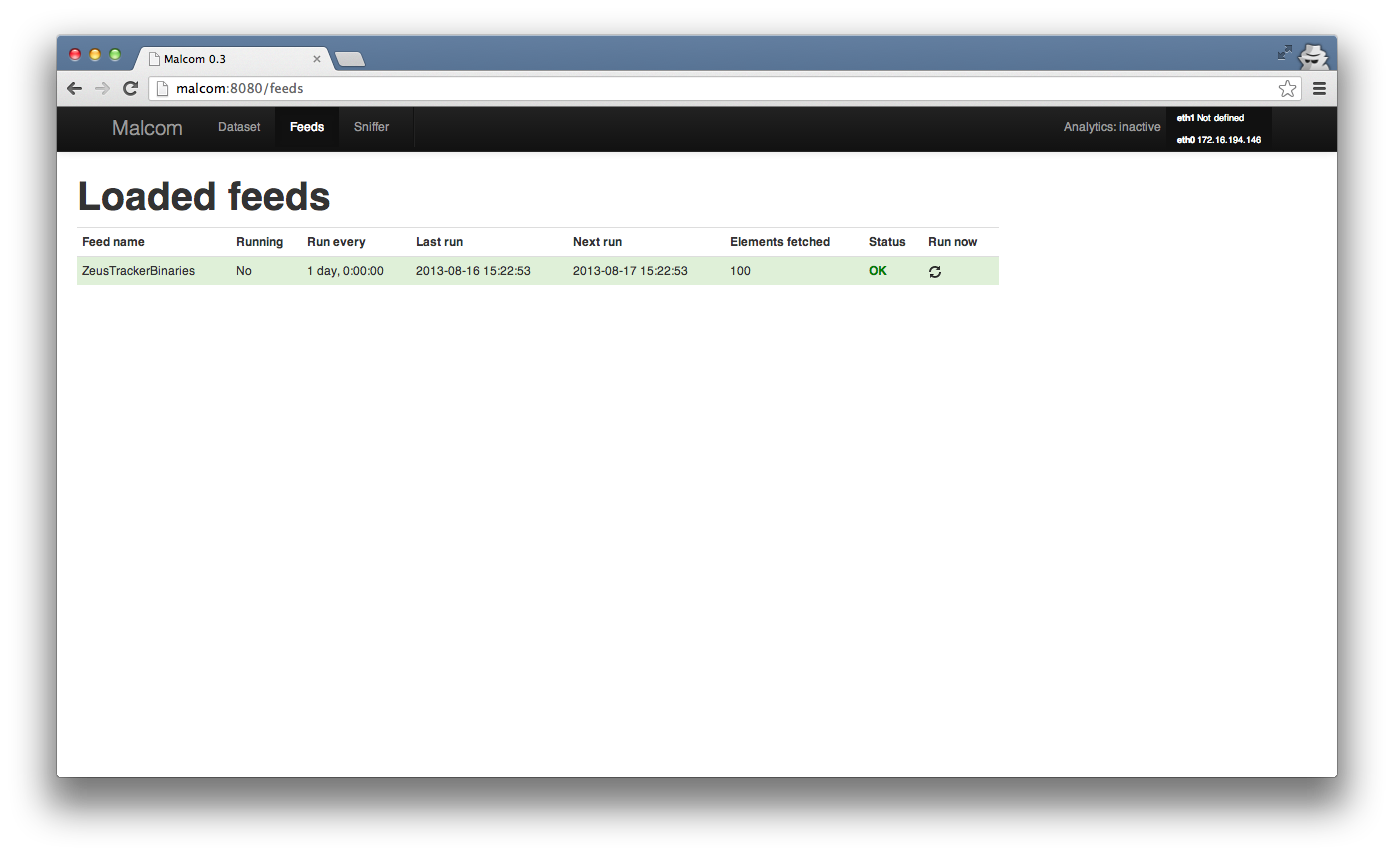 Malcom 0.3
malcom:8080/feeds
Malcom Dataset Feeds Sniffer Analytics: inactive
eth1 Not defined
eth0 172.16.194.146
Loaded feeds
Feed name Running Run every Last run Next run Elements fetched Status Run now
ZeusTrackerBinaries No 1 day, 0:00:00 2013-08-16 15:22:53 2013-08-17 15:22:53 100 OK